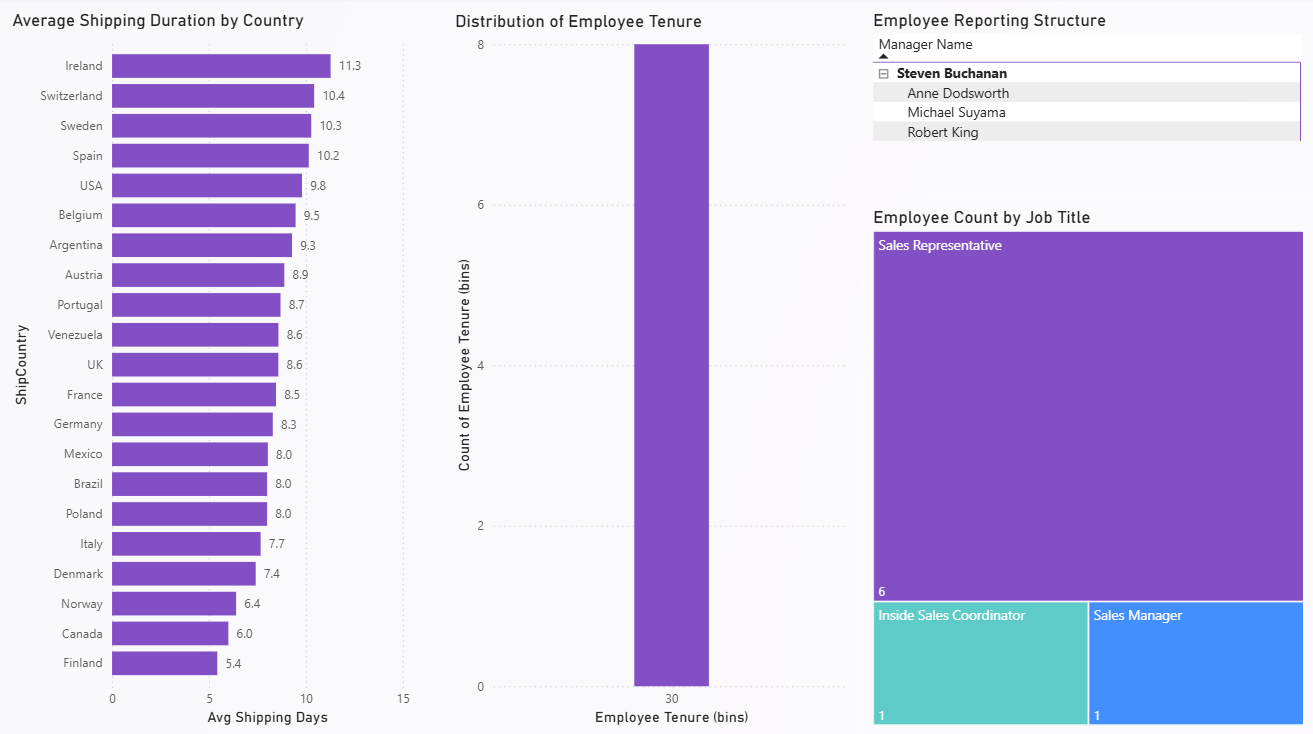 Average Shipping Duration by Country
ShipCountry
Ireland 11.3
Switzerland 10.4
Sweden 10.3
Spain 10.2
USA 9.8
Belgium 9.5
Argentina 9.3
Austria 8.9
Portugal 8.7
Venezuela 8.6
UK 8.6
France 8.5
Germany 8.3
Mexico 8.0
Brazil 8.0
Poland 8.0
Italy 7.7
Denmark 7.4
Norway 6.4
Canada 6.0
Finland 5.4
0 5 10 15
Avg Shipping Days
Distribution of Employee Tenure
Count of Employee Tenure (bins)
8
6
4
2
0
30
Employee Tenure (bins)
Employee Reporting Structure
Manager Name
Steven Buchanan
Anne Dodsworth
Michael Suyama
Robert King
Employee Count by Job Title
Sales Representative
6
Inside Sales Coordinator
1
Sales Manager
1